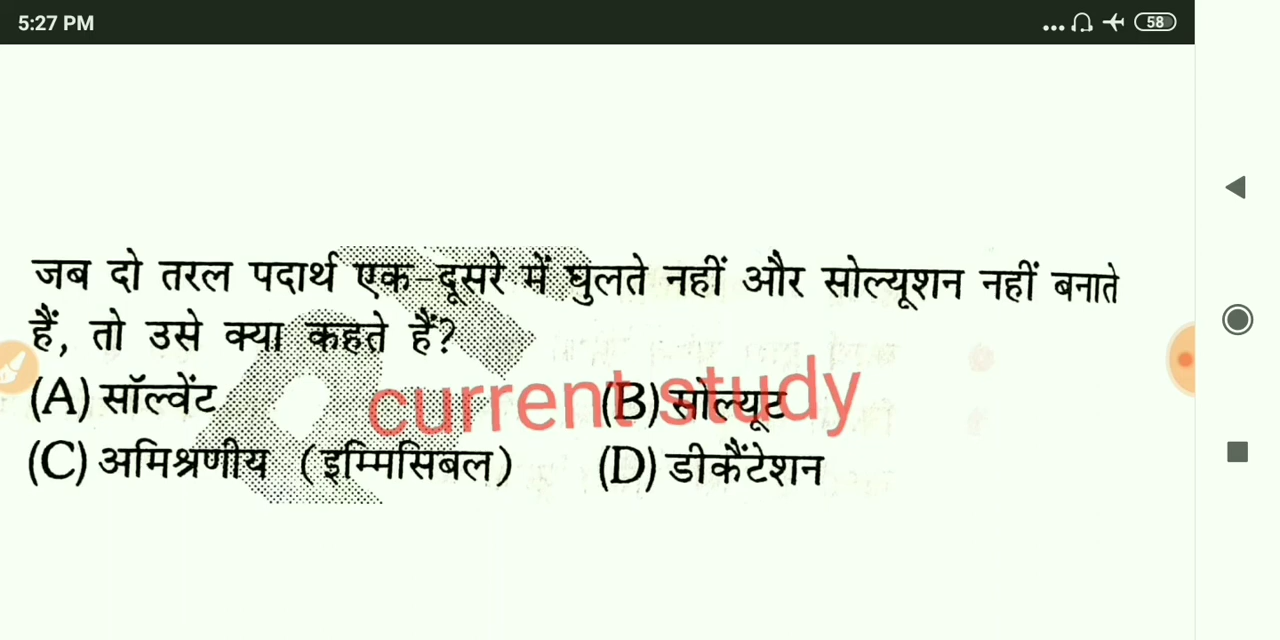 5:27 PM
58
जब दो तरल पदार्थ एक-दूसरे में घुलते नहीं और सोल्यूशन नहीं बनाते
हैं, तो उसे क्या कहते हैं?
current study
(A) सॉल्वेंट (B) सोल्यूट
(C) अमिश्रणीय (इम्मिसिबल) (D) डीकैंटेशन